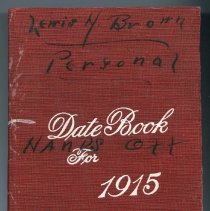 Lewis H Brown
Personal
Date Book
For
HANDS OFF
1915